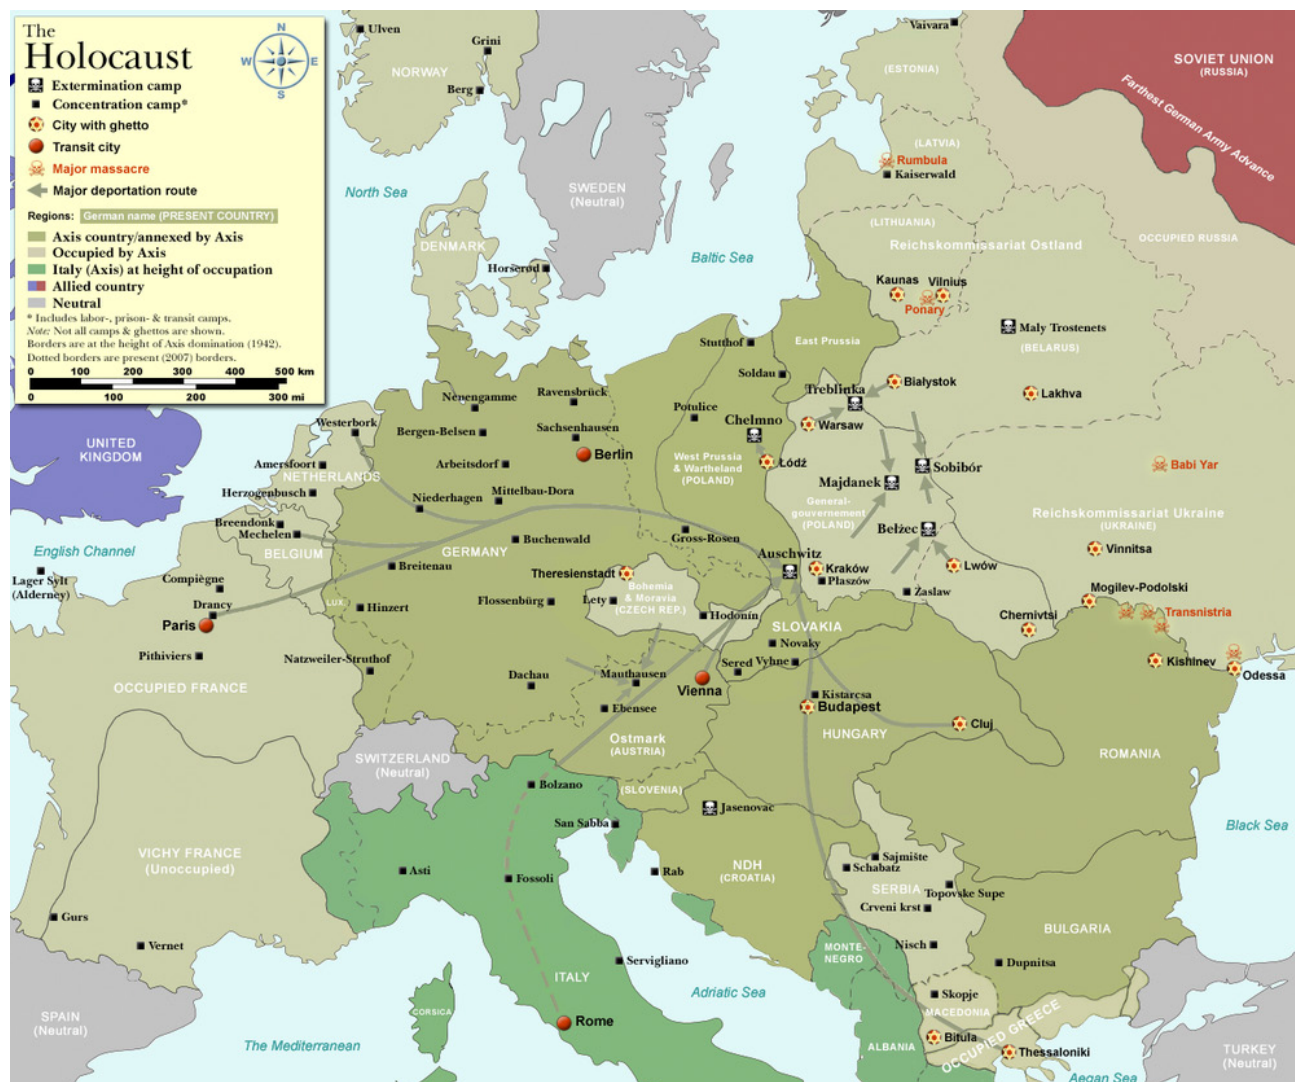 The
Holocaust
N
W E
S
Extermination camp
Concentration camp*
City with ghetto
Transit city
Major massacre
Major deportation route
Regions: German name (PRESENT COUNTRY)
Axis country/annexed by Axis
Occupied by Axis
Italy (Axis) at height of occupation
Allied country
Neutral
* Includes labor-, prison- & transit camps.
Note: Not all camps & ghettos are shown.
Borders are at the height of Axis domination (1942).
Dotted borders are present (2007) borders.
0 100 200 300 400 500 km
0 100 200 300 mi
Ulven
Grini
NORWAY
Berg
Vaivara
(ESTONIA)
SOVIET UNION
(RUSSIA)
Farthest German Army Advance
(LATVIA)
Rumbula
Kaiserwald
North Sea
SWEDEN
(Neutral)
(LITHUANIA)
Reichskommissariat Ostland
OCCUPIED RUSSIA
DENMARK
Horserød
Baltic Sea
Kaunas
Vilnius
Ponary
Maly Trostenets
(BELARUS)
Stutthof
East Prussia
Soldau
Treblinka
Białystok
Lakhva
Ravensbrück
Neuengamme
Potulice
Chelmno
Warsaw
Westerbork
Bergen-Belsen
Sachsenhausen
Berlin
UNITED
KINGDOM
Amersfoort
NETHERLANDS
Arbeitsdorf
West Prussia
& Wartheland
(POLAND)
Łódź
Sobibór
Majdanek
Babi Yar
Herzogenbusch
Niederhagen
Mittelbau-Dora
General-
gouvernement
(POLAND)
Reichskommissariat Ukraine
(UKRAINE)
Breendonk
Mechelen
BELGIUM
English Channel
GERMANY
Buchenwald
Gross-Rosen
Bełżec
Vinnitsa
Auschwitz
Lager Sylt
(Alderney)
Compiègne
Breitenau
Theresienstadt
Bohemia
& Moravia
(CZECH REP.)
Kraków
Płaszów
Lwów
Mogilev-Podolski
Drancy
Paris
LUX.
Hinzert
Flossenbürg
Lety
Hodonín
Żaslaw
Transnistria
Chernivtsi
SLOVAKIA
Pithiviers
Natzweiler-Struthof
Novaky
Sered
Vyhne
Kishinev
Odessa
OCCUPIED FRANCE
Dachau
Mauthausen
Vienna
Kistarcsa
Budapest
Ebensee
Cluj
SWITZERLAND
(Neutral)
Ostmark
(AUSTRIA)
HUNGARY
ROMANIA
Bolzano
(SLOVENIA)
Jasenovac
San Sabba
Black Sea
VICHY FRANCE
(Unoccupied)
Asti
Fossoli
Rab
NDH
(CROATIA)
Sajmište
Schabatz
SERBIA
Topovske Supe
Crveni krst
Gurs
Vernet
BULGARIA
MONTE-
NEGRO
Nisch
Dupnitsa
ITALY
Servigliano
Adriatic Sea
Skopje
MACEDONIA
SPAIN
(Neutral)
CORSICA
Rome
Bitula
OCCUPIED GREECE
The Mediterranean
ALBANIA
Thessaloniki
TURKEY
(Neutral)
Aegean Sea